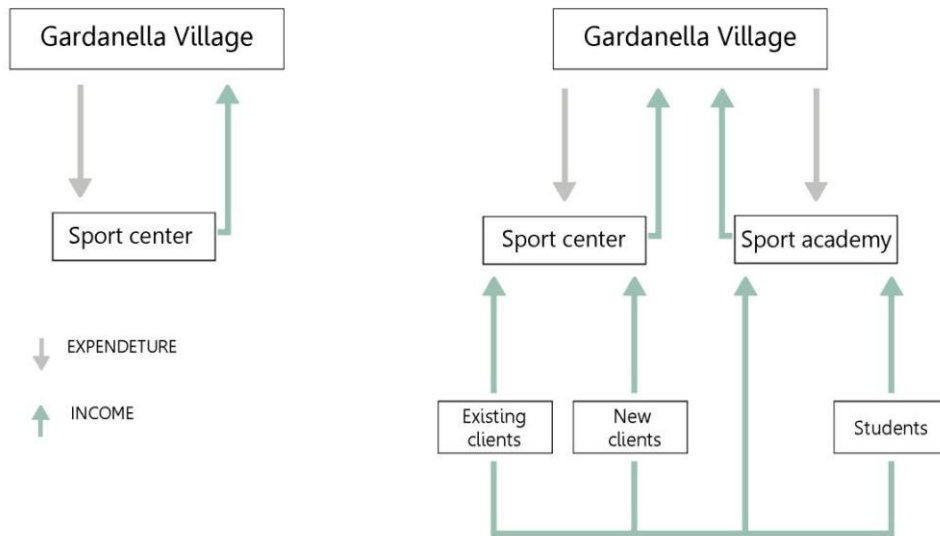 Gardanella Village
Gardanella Village
Sport center
Sport center
Sport academy
EXPENDETURE
INCOME
Existing
clients
New
clients
Students